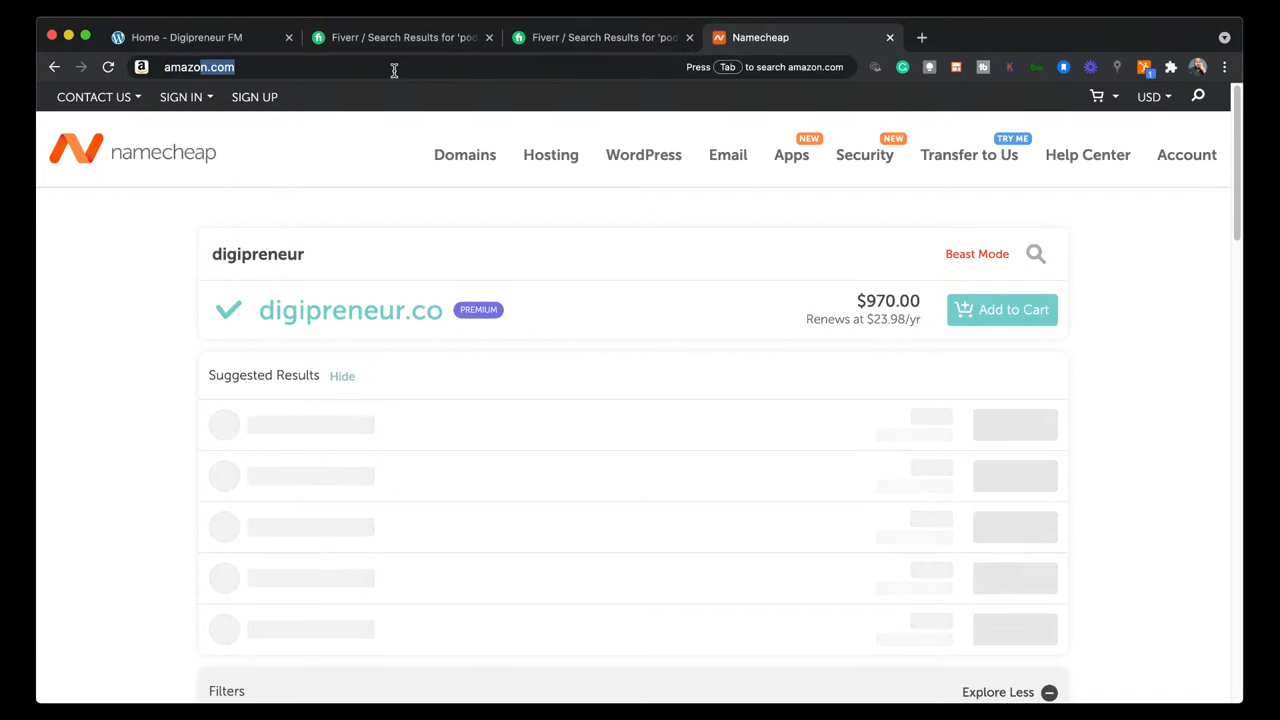 Home - Digipreneur FM
Fiverr / Search Results for 'pod
Fiverr / Search Results for 'pod
Namecheap
amazon.com
Press Tab to search amazon.com
CONTACT US
SIGN IN
SIGN UP
USD
namecheap
Domains
Hosting
WordPress
Email
NEW
Apps
NEW
Security
TRY ME
Transfer to Us
Help Center
Account
digipreneur
Beast Mode
digipreneur.co
PREMIUM
$970.00
Renews at $23.98/yr
Add to Cart
Suggested Results Hide
Filters
Explore Less